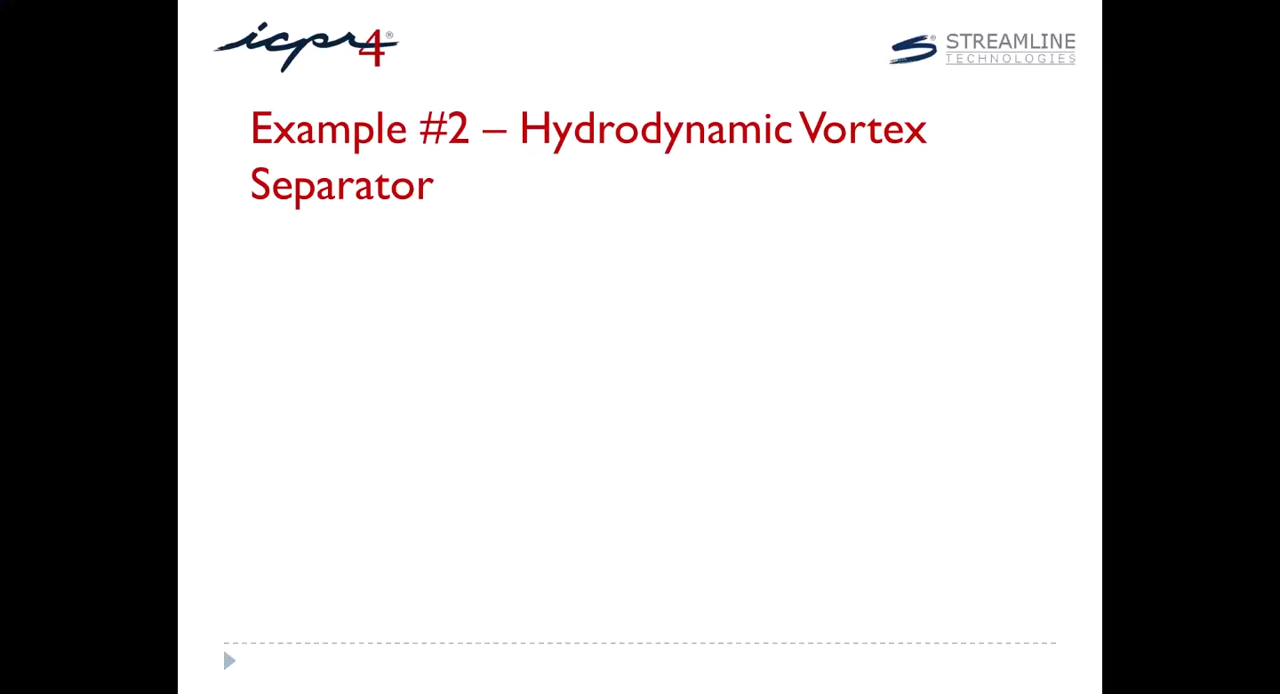 icpr4®
S® STREAMLINE
TECHNOLOGIES
Example #2 – Hydrodynamic Vortex
Separator